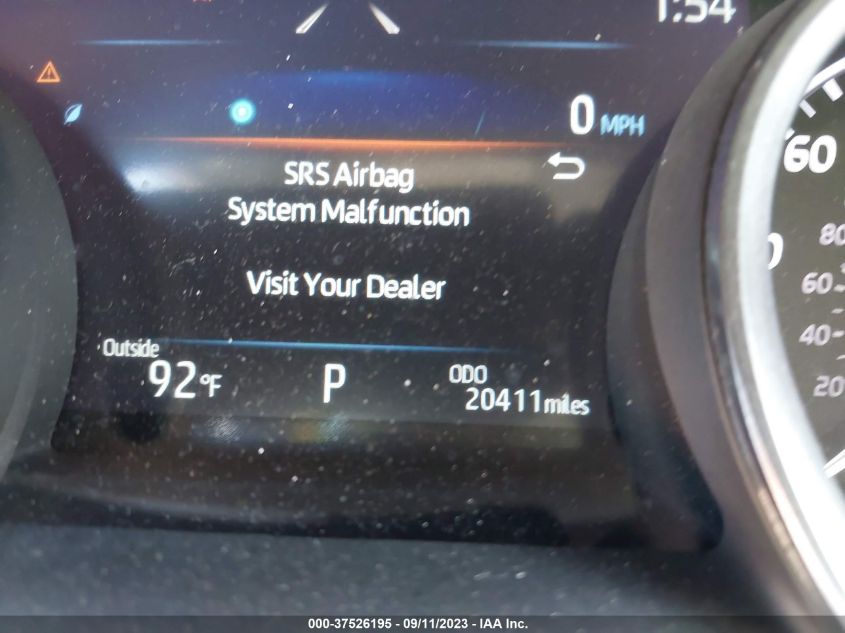 1:54
0 MPH
SRS Airbag
System Malfunction
Visit Your Dealer
Outside
92°F
P
ODO
20411 miles
60
80
60
40
20
000-37526195 - 09/11/2023 - IAA Inc.